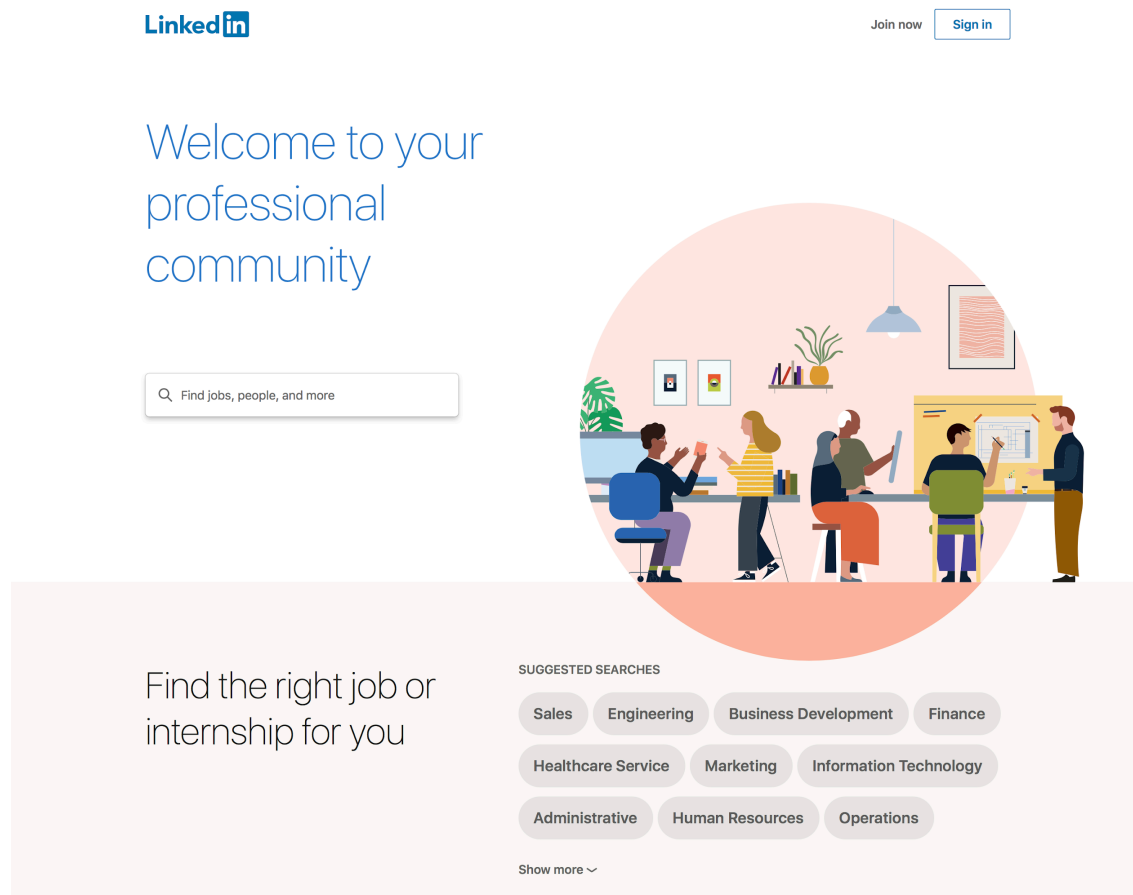 Linkedin
Join now
Sign in
Welcome to your
professional
community
Find jobs, people, and more
Find the right job or
internship for you
SUGGESTED SEARCHES
Sales
Engineering
Business Development
Finance
Healthcare Service
Marketing
Information Technology
Administrative
Human Resources
Operations
Show more